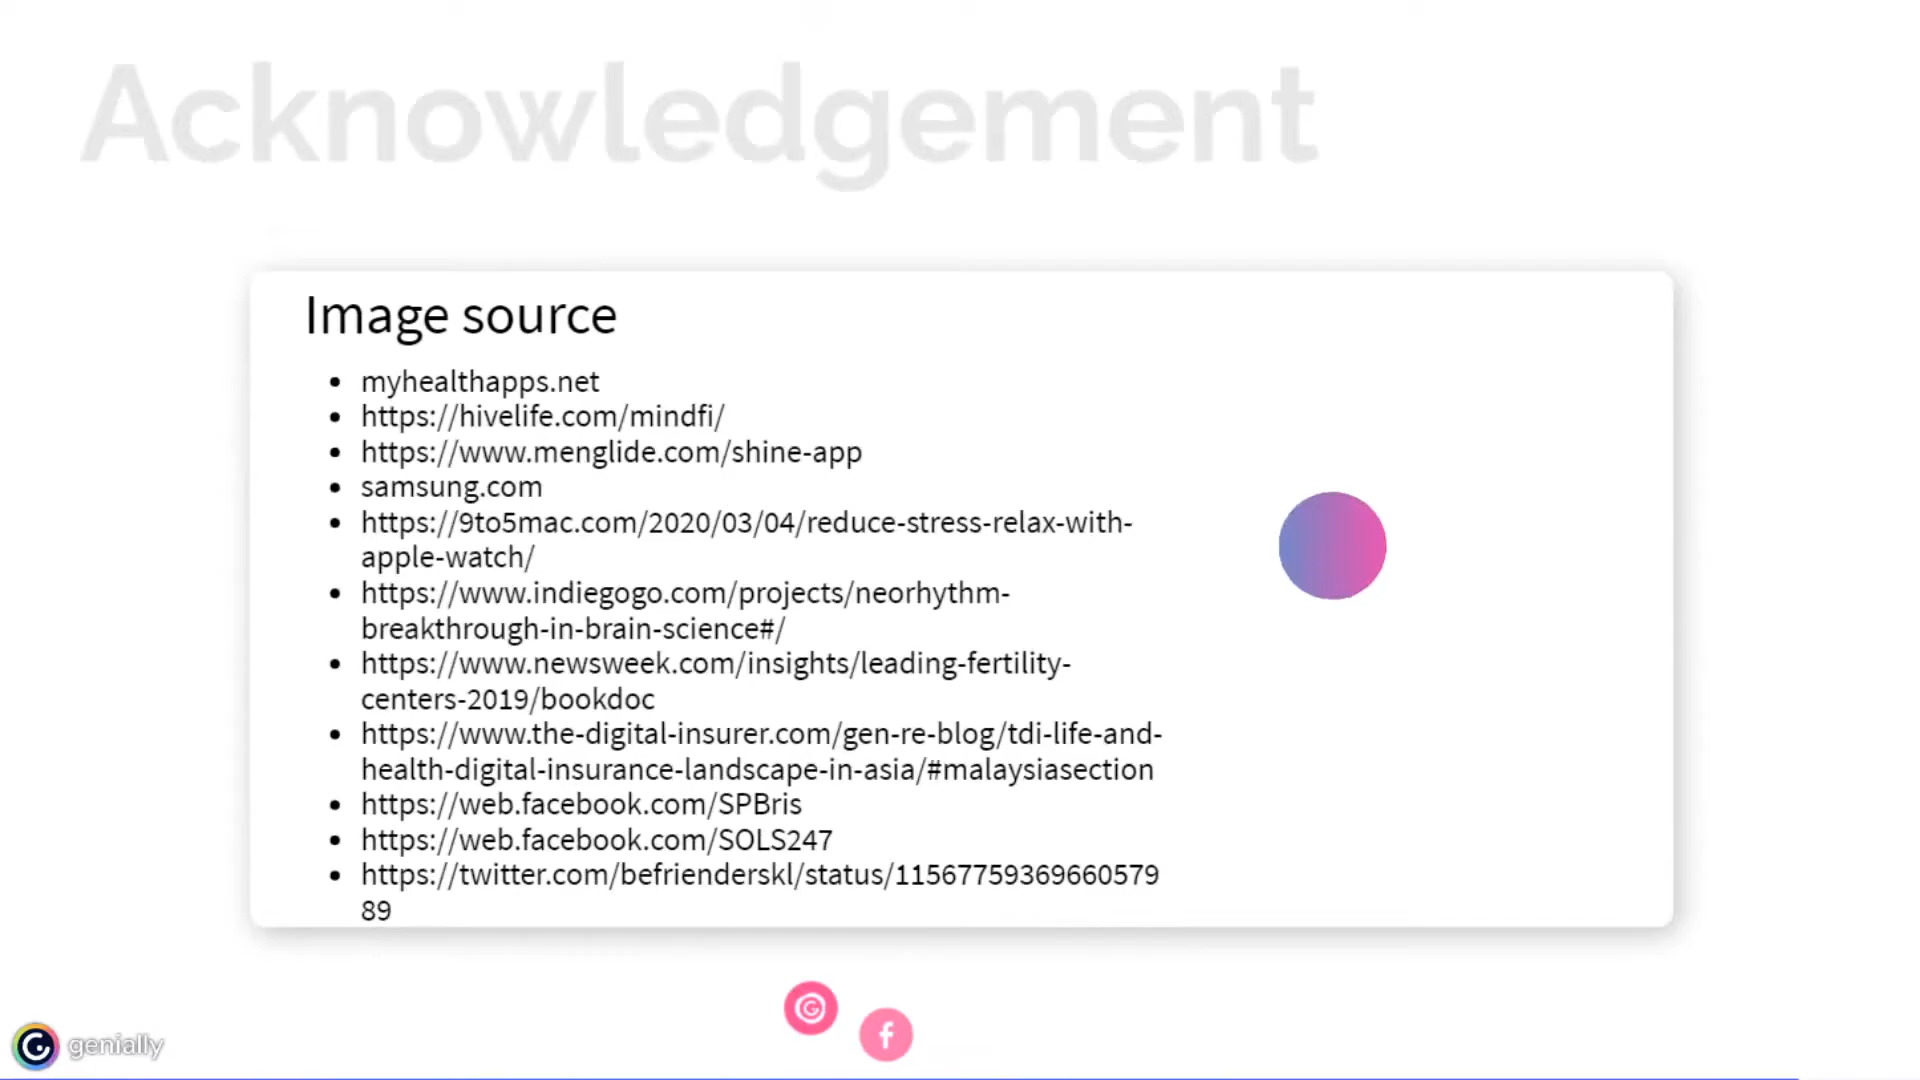 Acknowledgement
Image source
myhealthapps.net
https://hivelife.com/mindfi/
https://www.menglide.com/shine-app
samsung.com
https://9to5mac.com/2020/03/04/reduce-stress-relax-with-
apple-watch/
https://www.indiegogo.com/projects/neorhythm-
breakthrough-in-brain-science#/
https://www.newsweek.com/insights/leading-fertility-
centers-2019/bookdoc
https://www.the-digital-insurer.com/gen-re-blog/tdi-life-and-
health-digital-insurance-landscape-in-asia/#malaysiasection
https://web.facebook.com/SPBris
https://web.facebook.com/SOLS247
https://twitter.com/befrienderskl/status/11567759369660579
89
genially